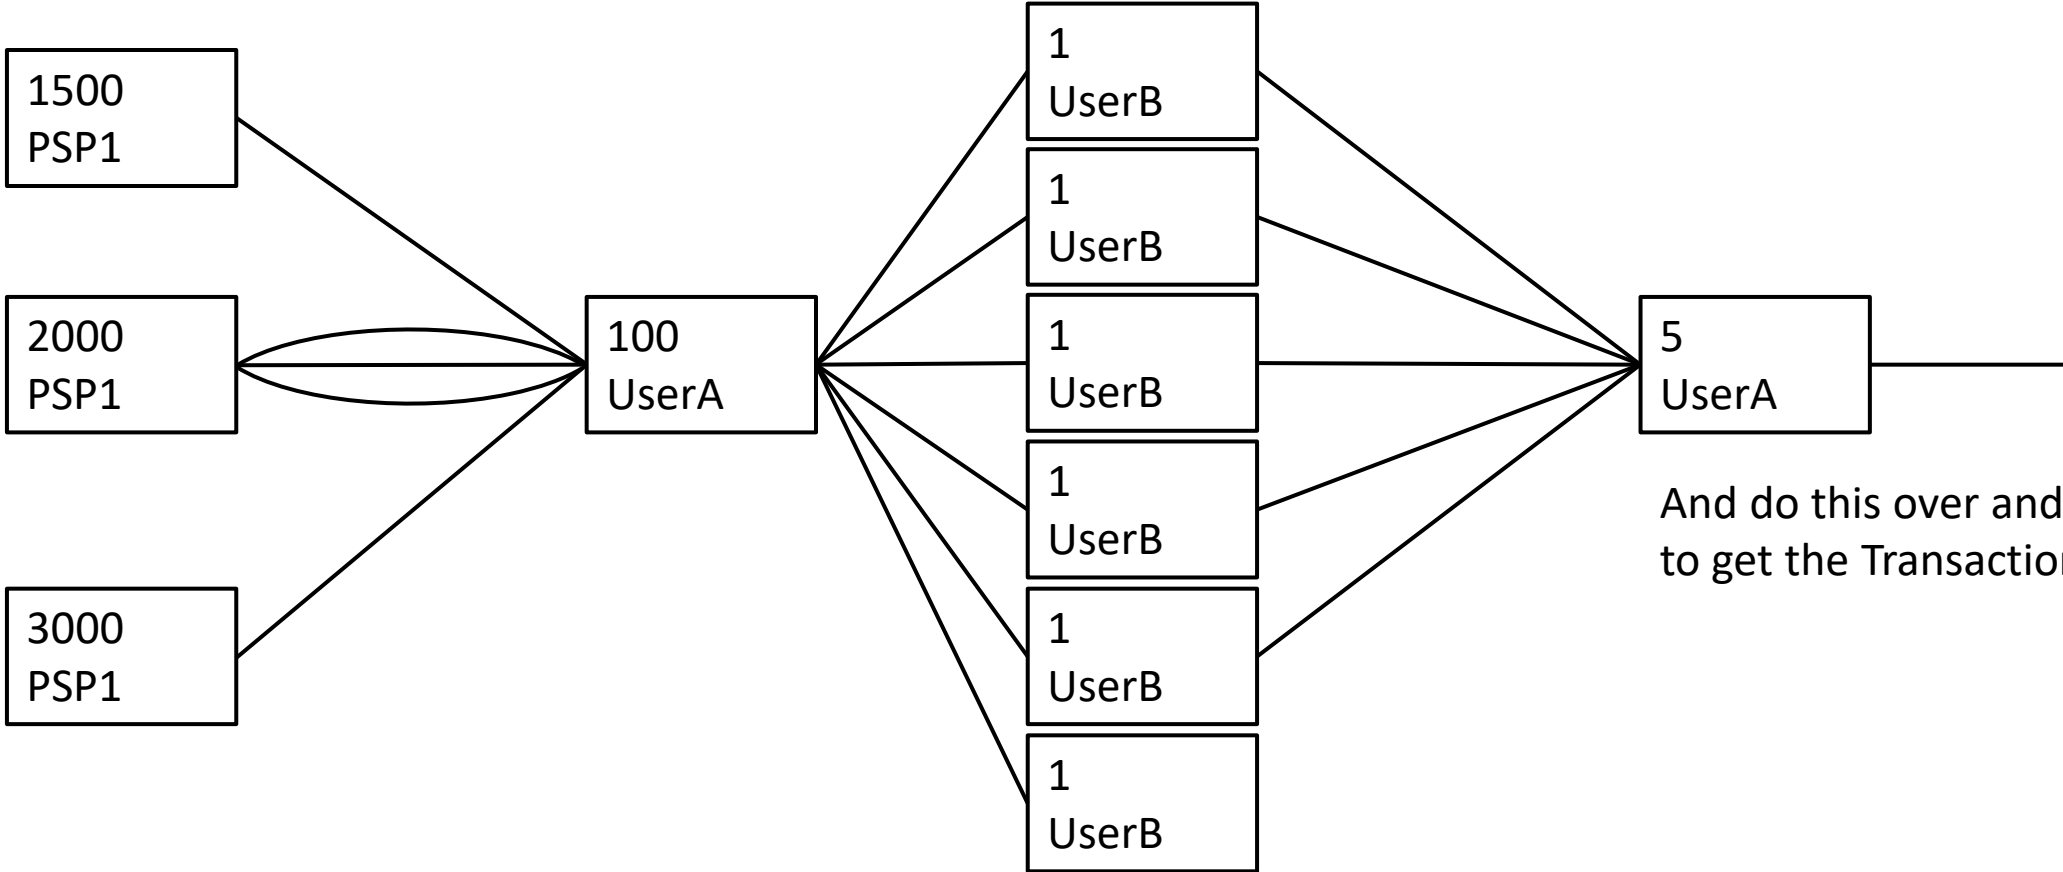 1500
PSP1
2000
PSP1
3000
PSP1
100
UserA
1
UserB
1
UserB
1
UserB
1
UserB
1
UserB
1
UserB
5
UserA
And do this over and
to get the Transaction